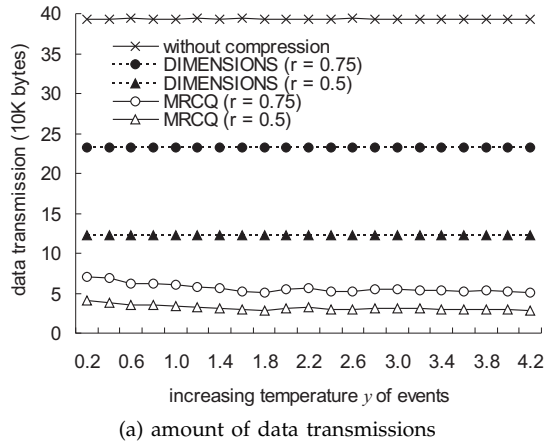 40
35
30
25
20
15
10
5
0
data transmission (10K bytes)
without compression
DIMENSIONS (r = 0.75)
DIMENSIONS (r = 0.5)
MRCQ (r = 0.75)
MRCQ (r = 0.5)
0.2 0.6 1.0 1.4 1.8 2.2 2.6 3.0 3.4 3.8 4.2
increasing temperature y of events
(a) amount of data transmissions